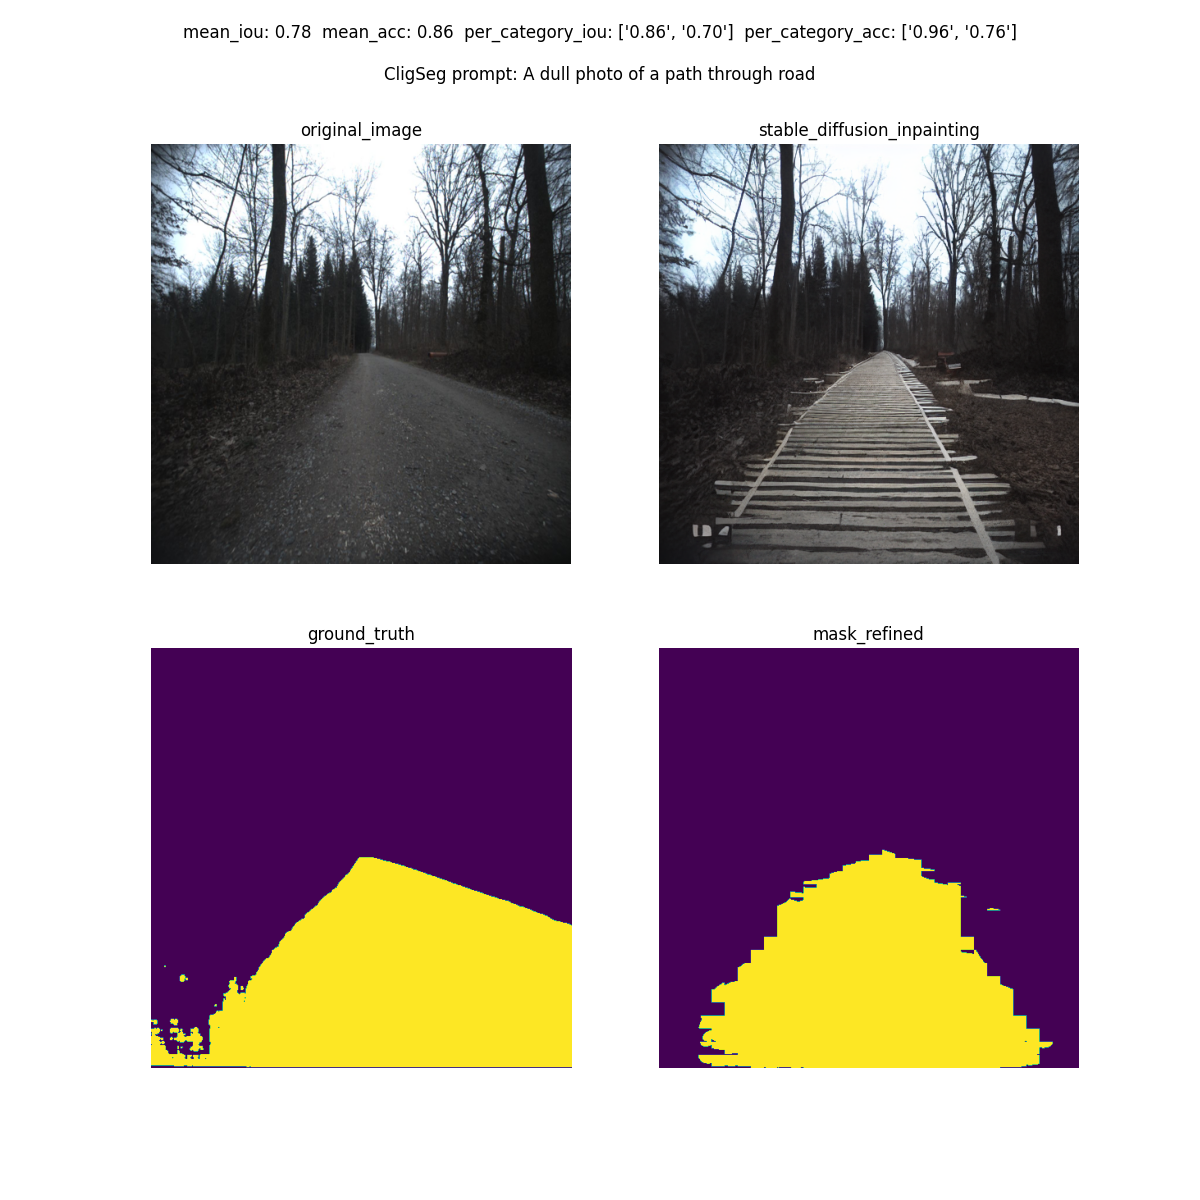 mean_iou: 0.78 mean_acc: 0.86 per_category_iou: ['0.86', '0.70'] per_category_acc: ['0.96', '0.76']
CligSeg prompt: A dull photo of a path through road
original_image
stable_diffusion_inpainting
ground_truth
mask_refined